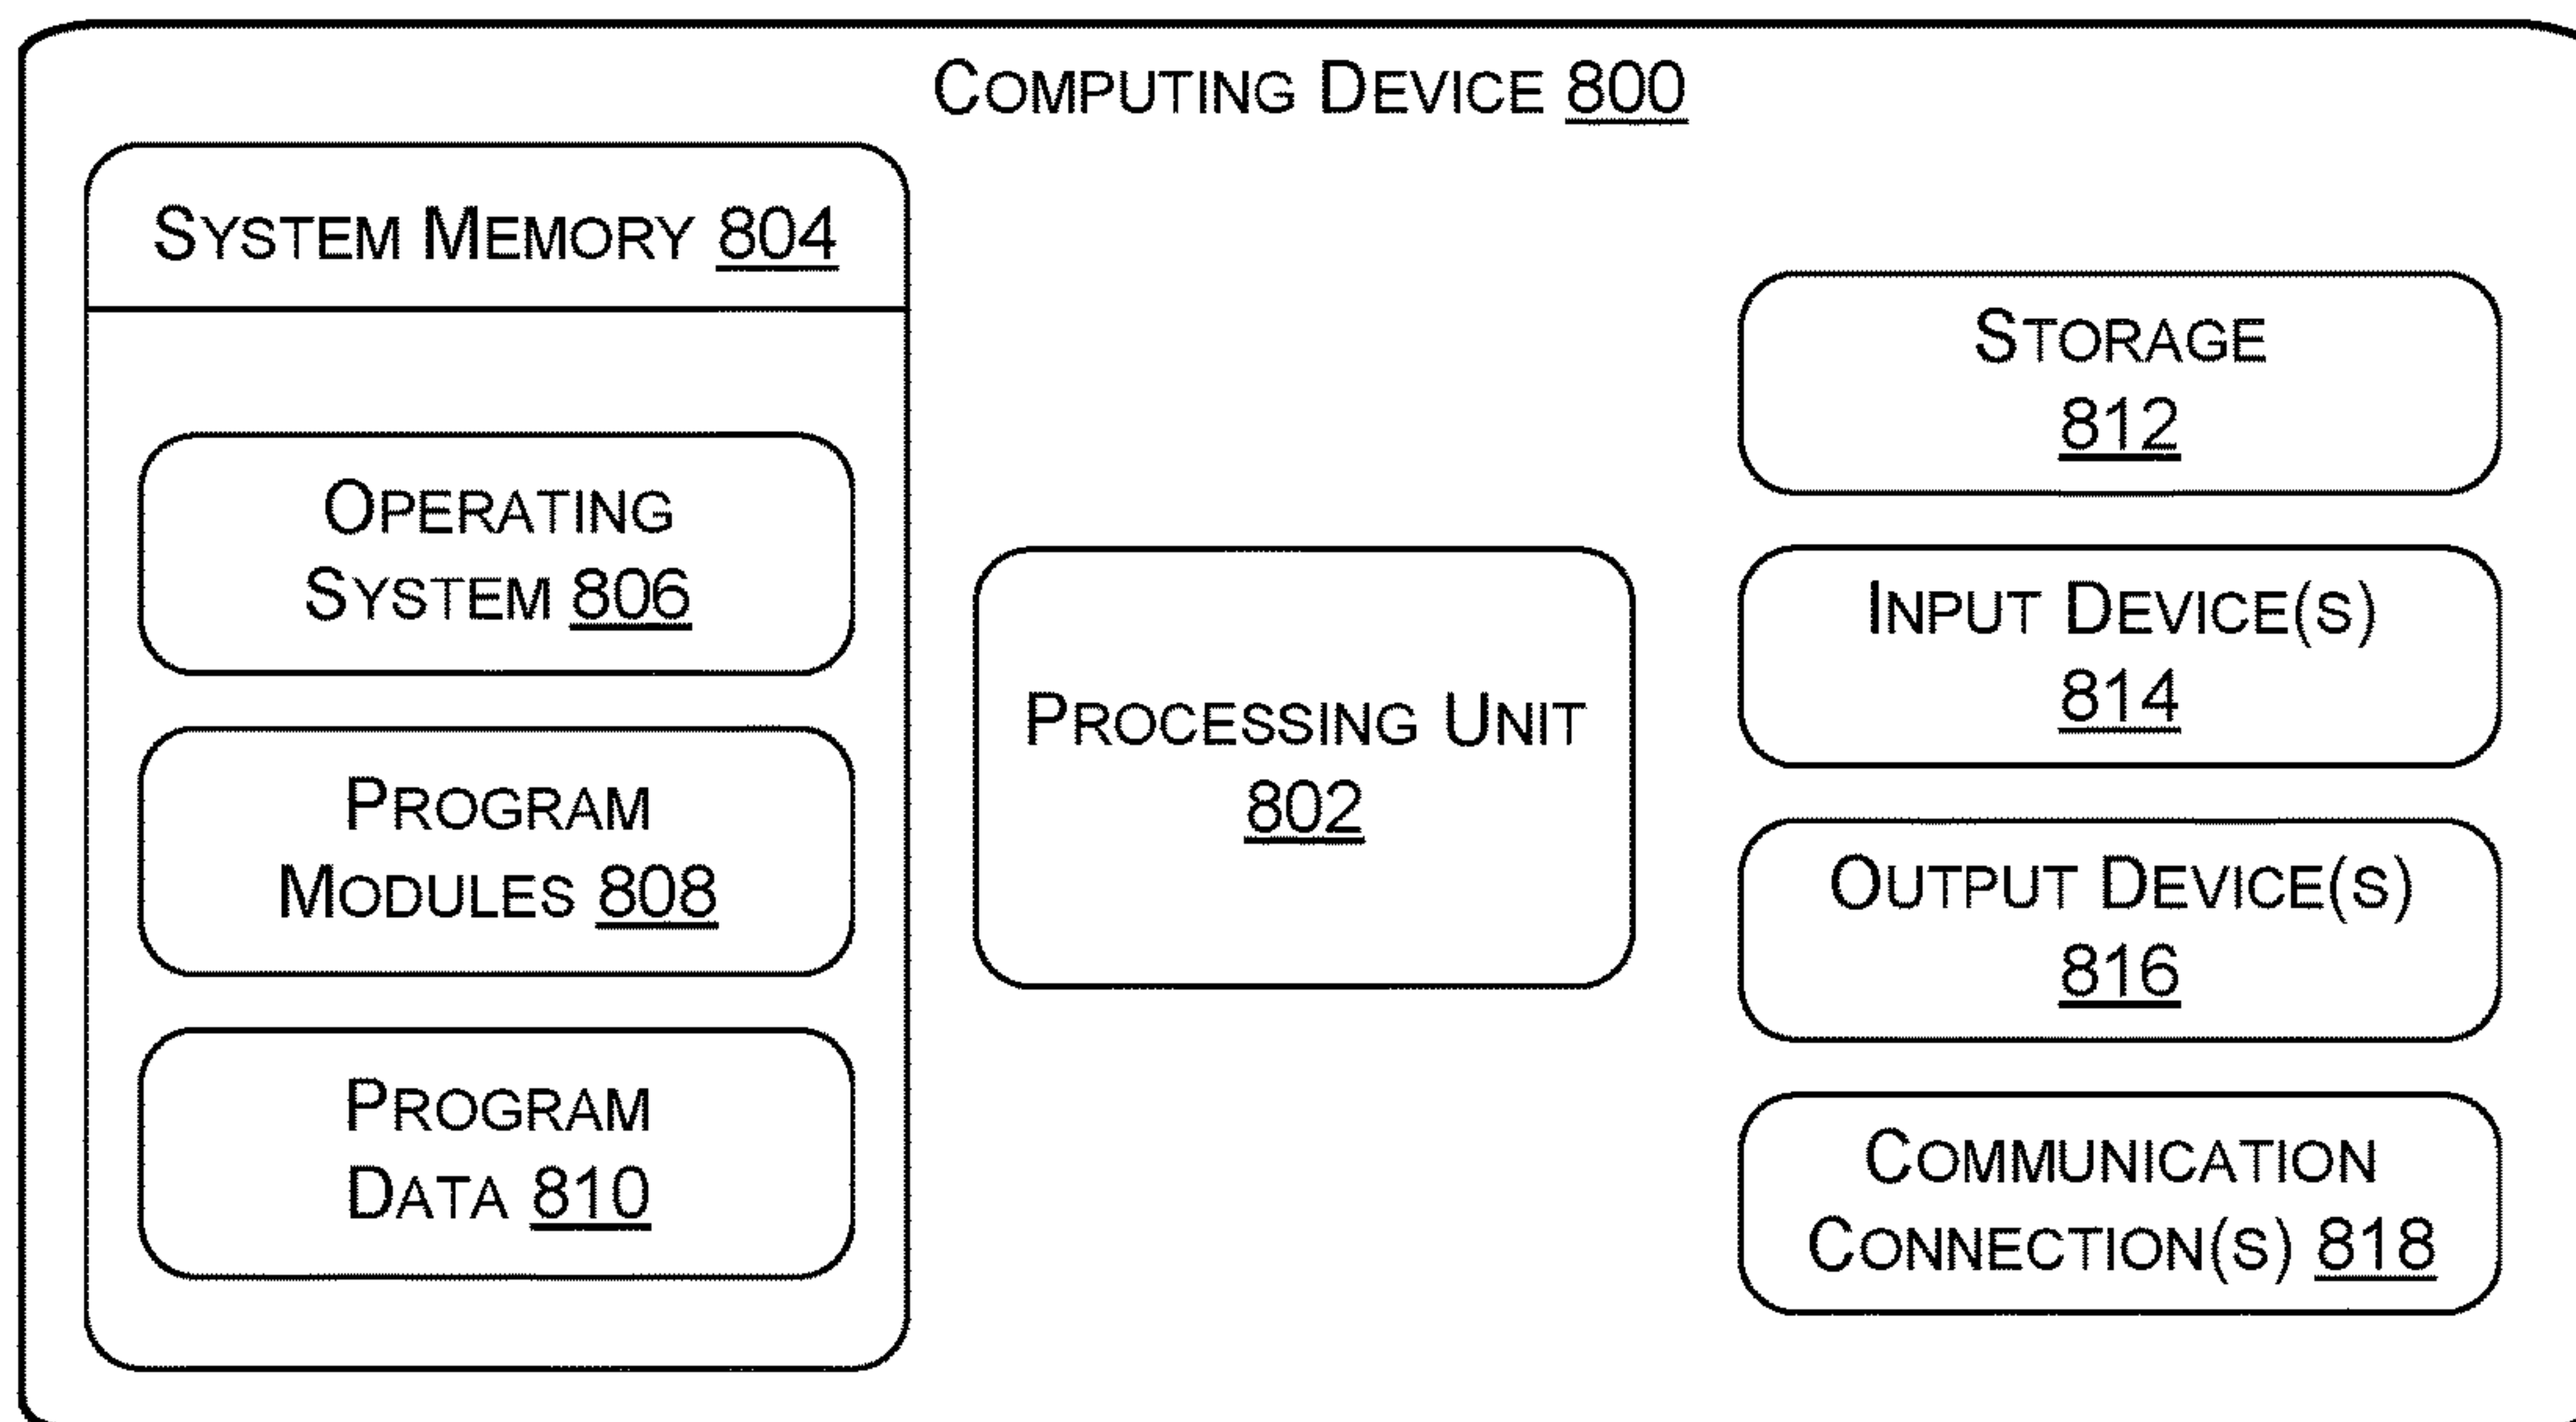 COMPUTING DEVICE 800
SYSTEM MEMORY 804
OPERATING
SYSTEM 806
PROGRAM
MODULES 808
PROGRAM
DATA 810
PROCESSING UNIT
802
STORAGE
812
INPUT DEVICE(S)
814
OUTPUT DEVICE(S)
816
COMMUNICATION
CONNECTION(S) 818